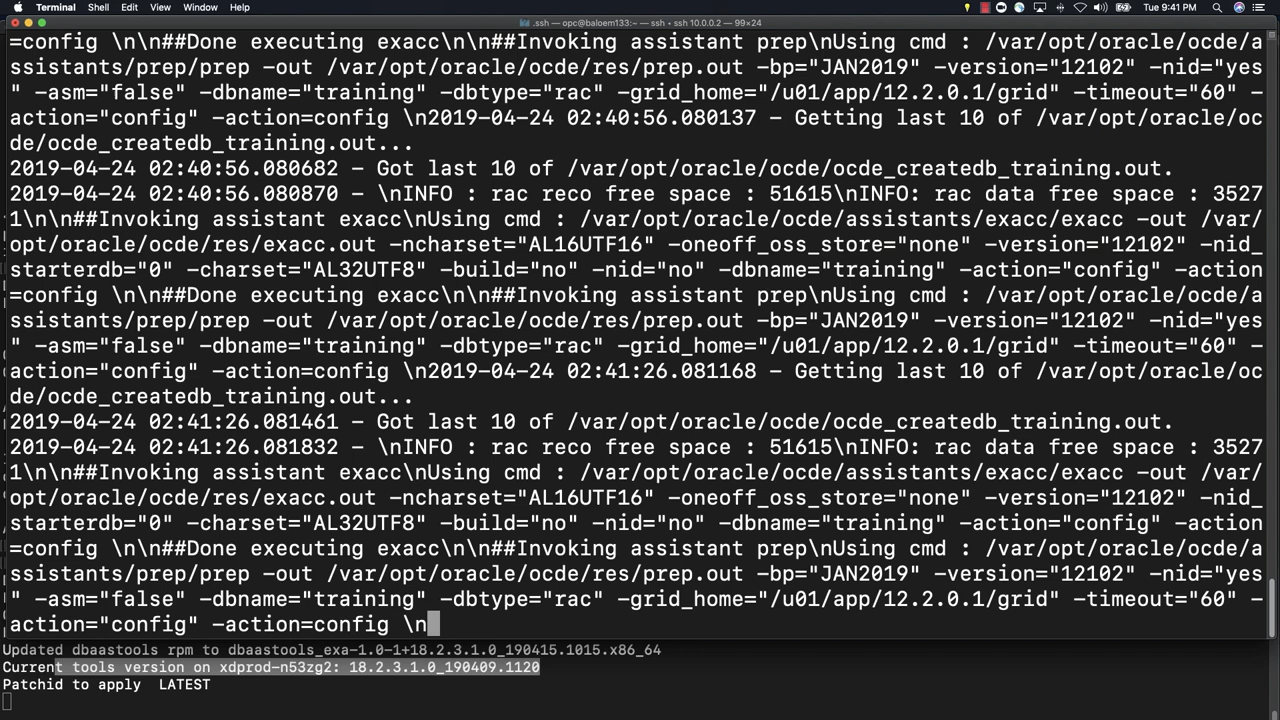 Terminal Shell Edit View Window Help Tue 9:41 PM
.ssh — opc@baloem133:~ — ssh • ssh 10.0.0.2 — 99×24
=config \n\n##Done executing exacc\n\n##Invoking assistant prep\nUsing cmd : /var/opt/oracle/ocde/a
ssistants/prep/prep -out /var/opt/oracle/ocde/res/prep.out -bp="JAN2019" -version="12102" -nid="yes
" -asm="false" -dbname="training" -dbtype="rac" -grid_home="/u01/app/12.2.0.1/grid" -timeout="60" -
action="config" -action=config \n2019-04-24 02:40:56.080137 - Getting last 10 of /var/opt/oracle/oc
de/ocde_createdb_training.out...
2019-04-24 02:40:56.080682 - Got last 10 of /var/opt/oracle/ocde/ocde_createdb_training.out.
2019-04-24 02:40:56.080870 - \nINFO : rac reco free space : 51615\nINFO: rac data free space : 3527
1\n\n##Invoking assistant exacc\nUsing cmd : /var/opt/oracle/ocde/assistants/exacc/exacc -out /var/
opt/oracle/ocde/res/exacc.out -ncharset="AL16UTF16" -oneoff_oss_store="none" -version="12102" -nid_
starterdb="0" -charset="AL32UTF8" -build="no" -nid="no" -dbname="training" -action="config" -action
=config \n\n##Done executing exacc\n\n##Invoking assistant prep\nUsing cmd : /var/opt/oracle/ocde/a
ssistants/prep/prep -out /var/opt/oracle/ocde/res/prep.out -bp="JAN2019" -version="12102" -nid="yes
" -asm="false" -dbname="training" -dbtype="rac" -grid_home="/u01/app/12.2.0.1/grid" -timeout="60" -
action="config" -action=config \n2019-04-24 02:41:26.081168 - Getting last 10 of /var/opt/oracle/oc
de/ocde_createdb_training.out...
2019-04-24 02:41:26.081461 - Got last 10 of /var/opt/oracle/ocde/ocde_createdb_training.out.
2019-04-24 02:41:26.081832 - \nINFO : rac reco free space : 51615\nINFO: rac data free space : 3527
1\n\n##Invoking assistant exacc\nUsing cmd : /var/opt/oracle/ocde/assistants/exacc/exacc -out /var/
opt/oracle/ocde/res/exacc.out -ncharset="AL16UTF16" -oneoff_oss_store="none" -version="12102" -nid_
starterdb="0" -charset="AL32UTF8" -build="no" -nid="no" -dbname="training" -action="config" -action
=config \n\n##Done executing exacc\n\n##Invoking assistant prep\nUsing cmd : /var/opt/oracle/ocde/a
ssistants/prep/prep -out /var/opt/oracle/ocde/res/prep.out -bp="JAN2019" -version="12102" -nid="yes
" -asm="false" -dbname="training" -dbtype="rac" -grid_home="/u01/app/12.2.0.1/grid" -timeout="60" -
action="config" -action=config \n
Updated dbaastools rpm to dbaastools_exa-1.0-1+18.2.3.1.0_190415.1015.x86_64
Current tools version on xdprod-n53zg2: 18.2.3.1.0_190409.1120
Patchid to apply  LATEST